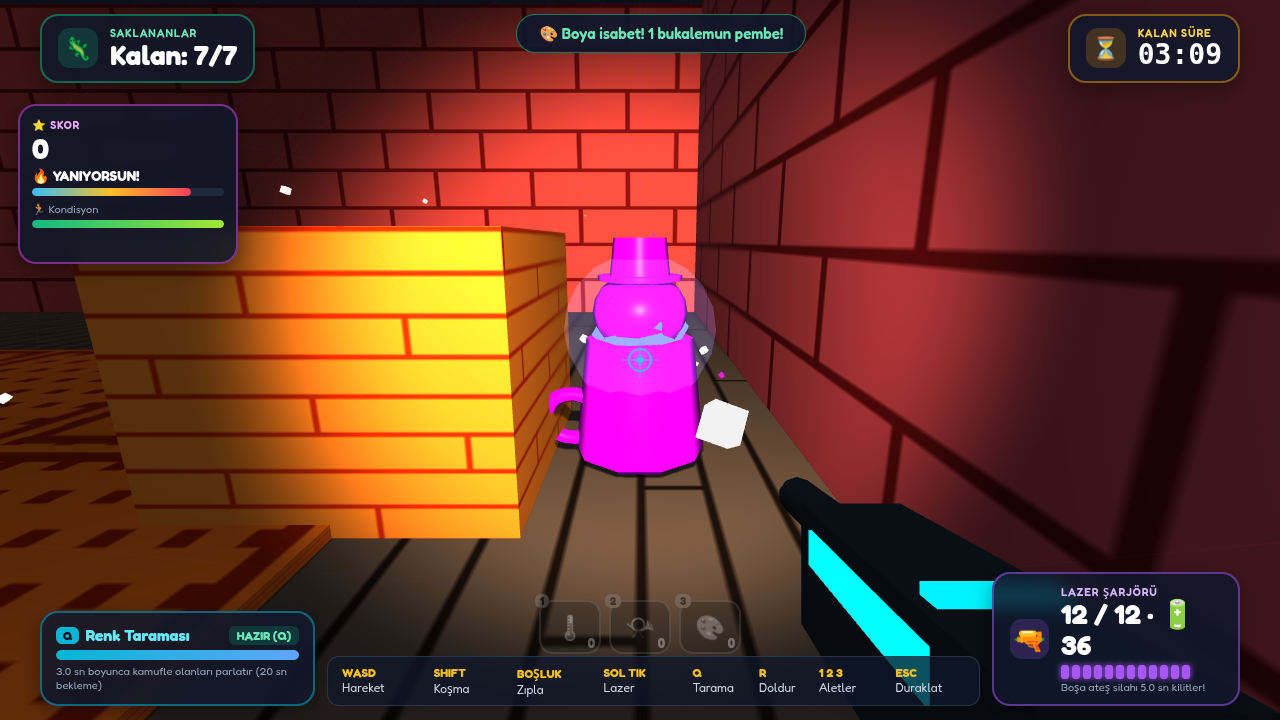 SAKLANANLAR
Kalan: 7/7
🎨 Boya isabet! 1 bukalemun pembe!
KALAN SÜRE
03:09
⭐ SKOR
0
🔥 YANIYORSUN!
🏃 Kondisyon
1
2
3
0
0
0
Q Renk Taraması HAZIR (Q)
3.0 sn boyunca kamufle olanları parlatır (20 sn
bekleme)
WASD SHIFT BOŞLUK SOL TIK Q R 1 2 3 ESC
Hareket Koşma Zıpla Lazer Tarama Doldur Aletler Duraklat
LAZER ŞARJÖRÜ
12 / 12 · 🔋
36
Boşa ateş silahı 5.0 sn kilitler!